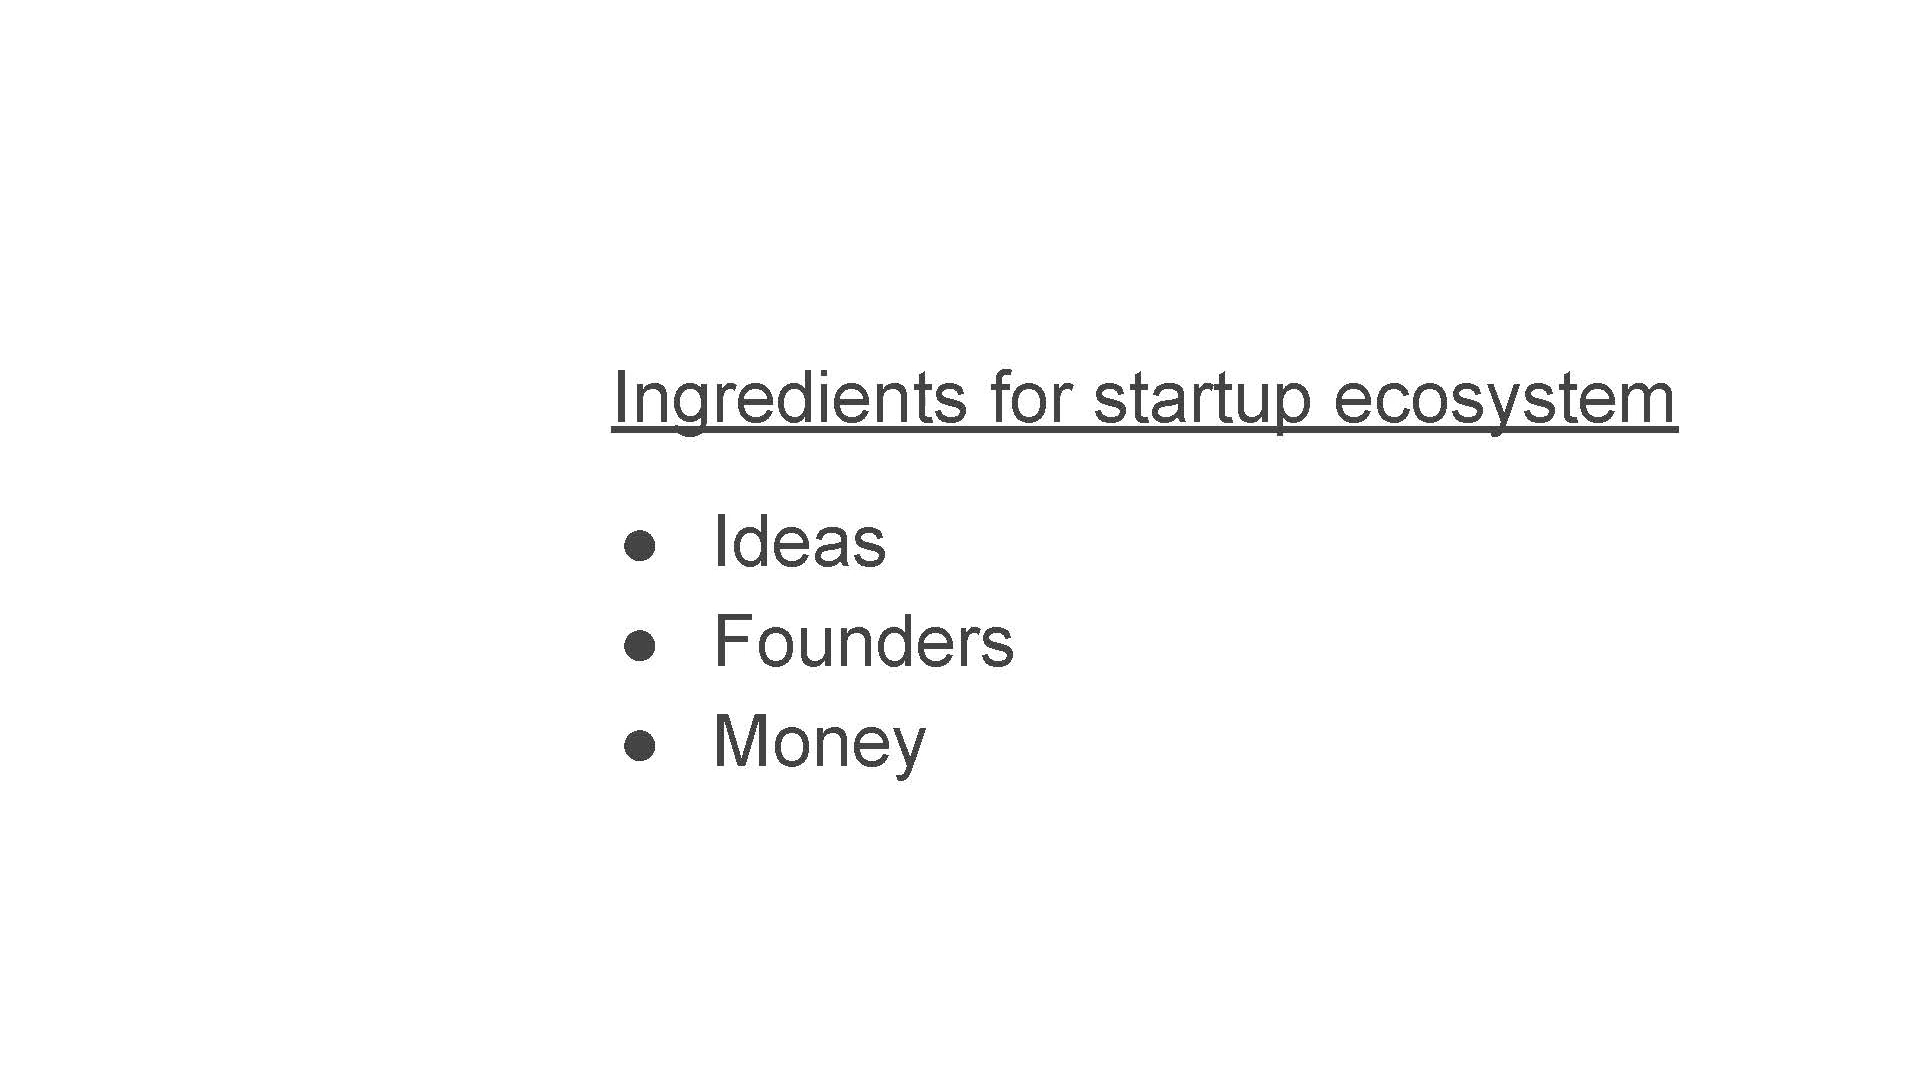 Ingredients for startup ecosystem
● Ideas
● Founders
● Money